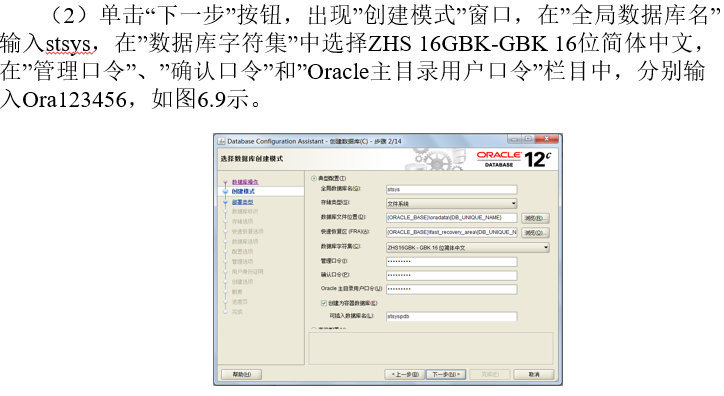 （2）单击“下一步”按钮，出现”创建模式”窗口，在”全局数据库名”
输入stsys，在”数据库字符集”中选择ZHS 16GBK-GBK 16位简体中文，
在”管理口令”、”确认口令”和”Oracle主目录用户口令”栏目中，分别输
入Ora123456，如图6.9示。
Database Configuration Assistant - 创建数据库(C) - 步骤 2/14
选择数据库创建模式
ORACLE
DATABASE 12c
数据库操作
创建模式
部署类型
数据库标识
存储选项
快速恢复选项
数据库选项
配置选项
管理选项
用户身份证明
创建选项
概要
进度页
完成
典型配置(T)
全局数据库名(G): stsys
存储类型(S): 文件系统
数据库文件位置(D): {ORACLE_BASE}\oradata\{DB_UNIQUE_NAME} 浏览(R)...
快速恢复区 (FRA)(A): {ORACLE_BASE}\fast_recovery_area\{DB_UNIQUE_N 浏览(O)...
数据库字符集(C): ZHS16GBK - GBK 16 位简体中文
管理口令(I): *********
确认口令(P): *********
Oracle 主目录用户口令(U): *********
创建为容器数据库(E)
可插入数据库名(L): stsyspdb
帮助(H)
< 上一步(B)
下一步(N) >
完成(F)
取消